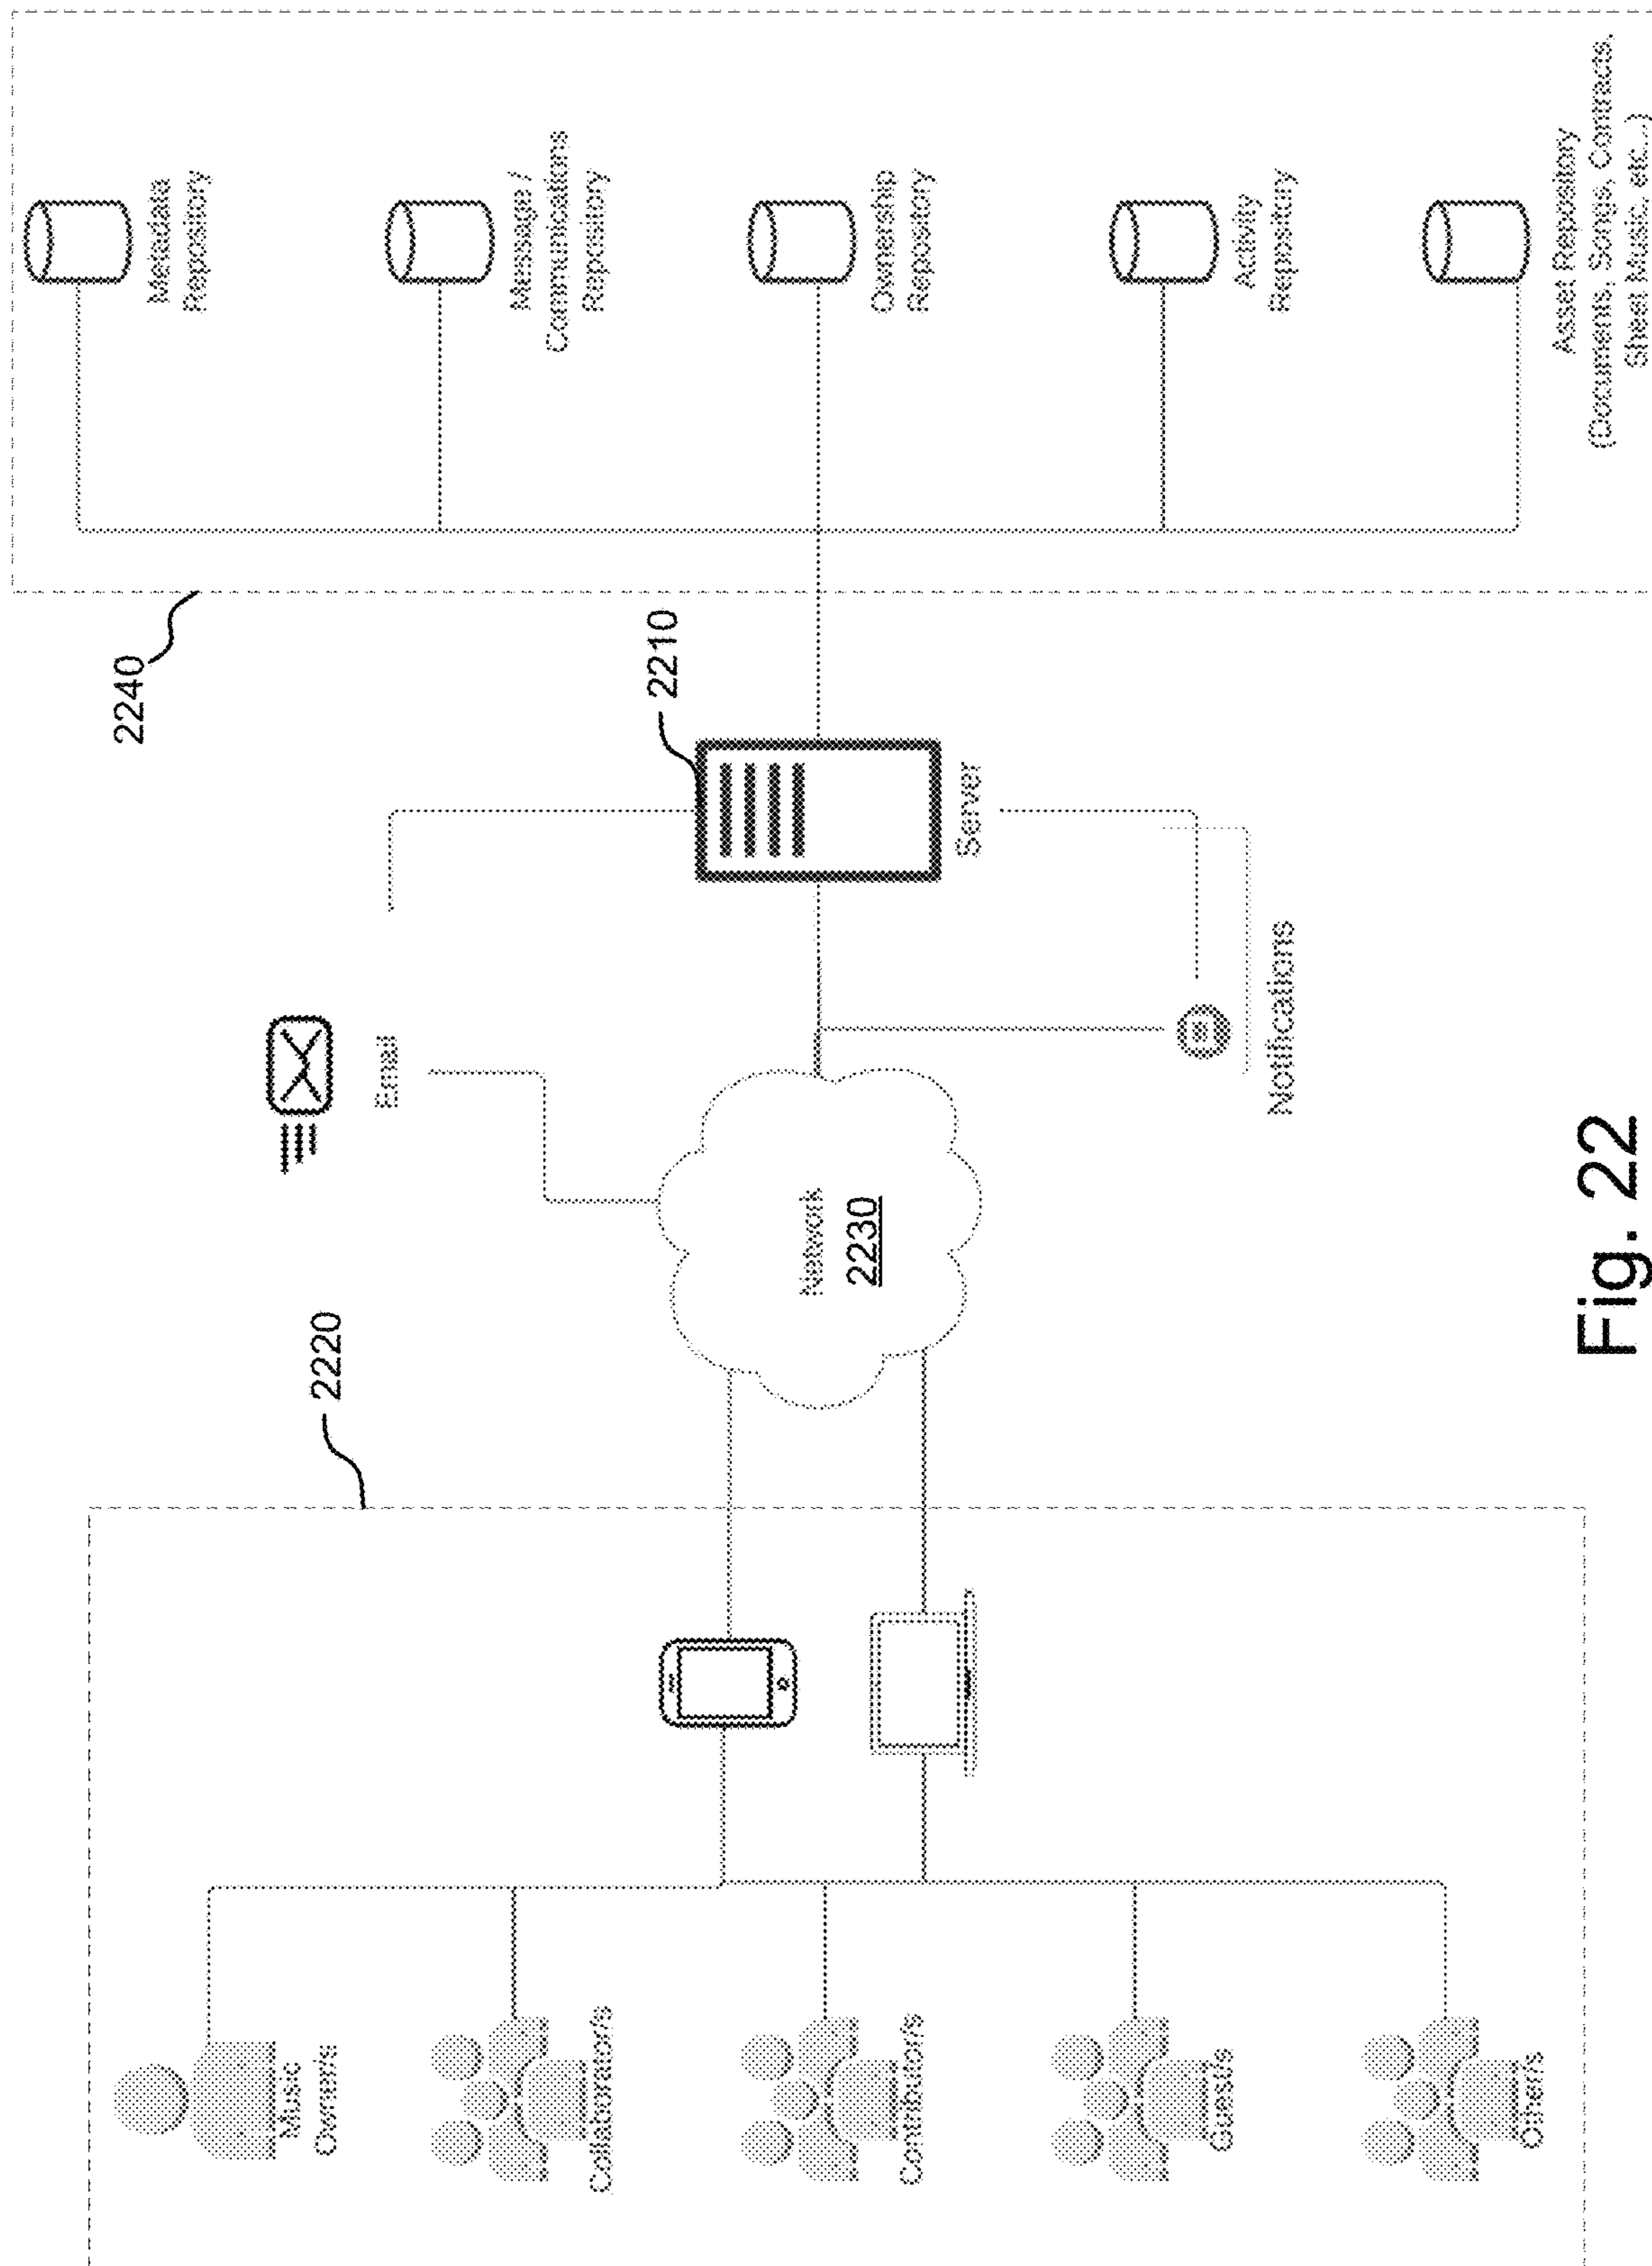 2220
Music
Owner/s
Collaborator/s
Contributor/s
Guest/s
Other/s
Email
Network
2230
Notifications
2210
Server
2240
Metadata
Repository
Message /
Communications
Repository
Ownership
Repository
Activity
Repository
Asset Repository
(Documents, Songs, Contracts,
Sheet Music, etc...)
Fig. 22